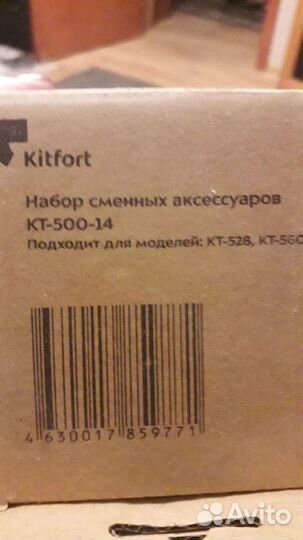 Kitfort
Набор сменных аксессуаров
КТ-500-14
Подходит для моделей: КТ-528, КТ-560
4 630017 859771
Avito